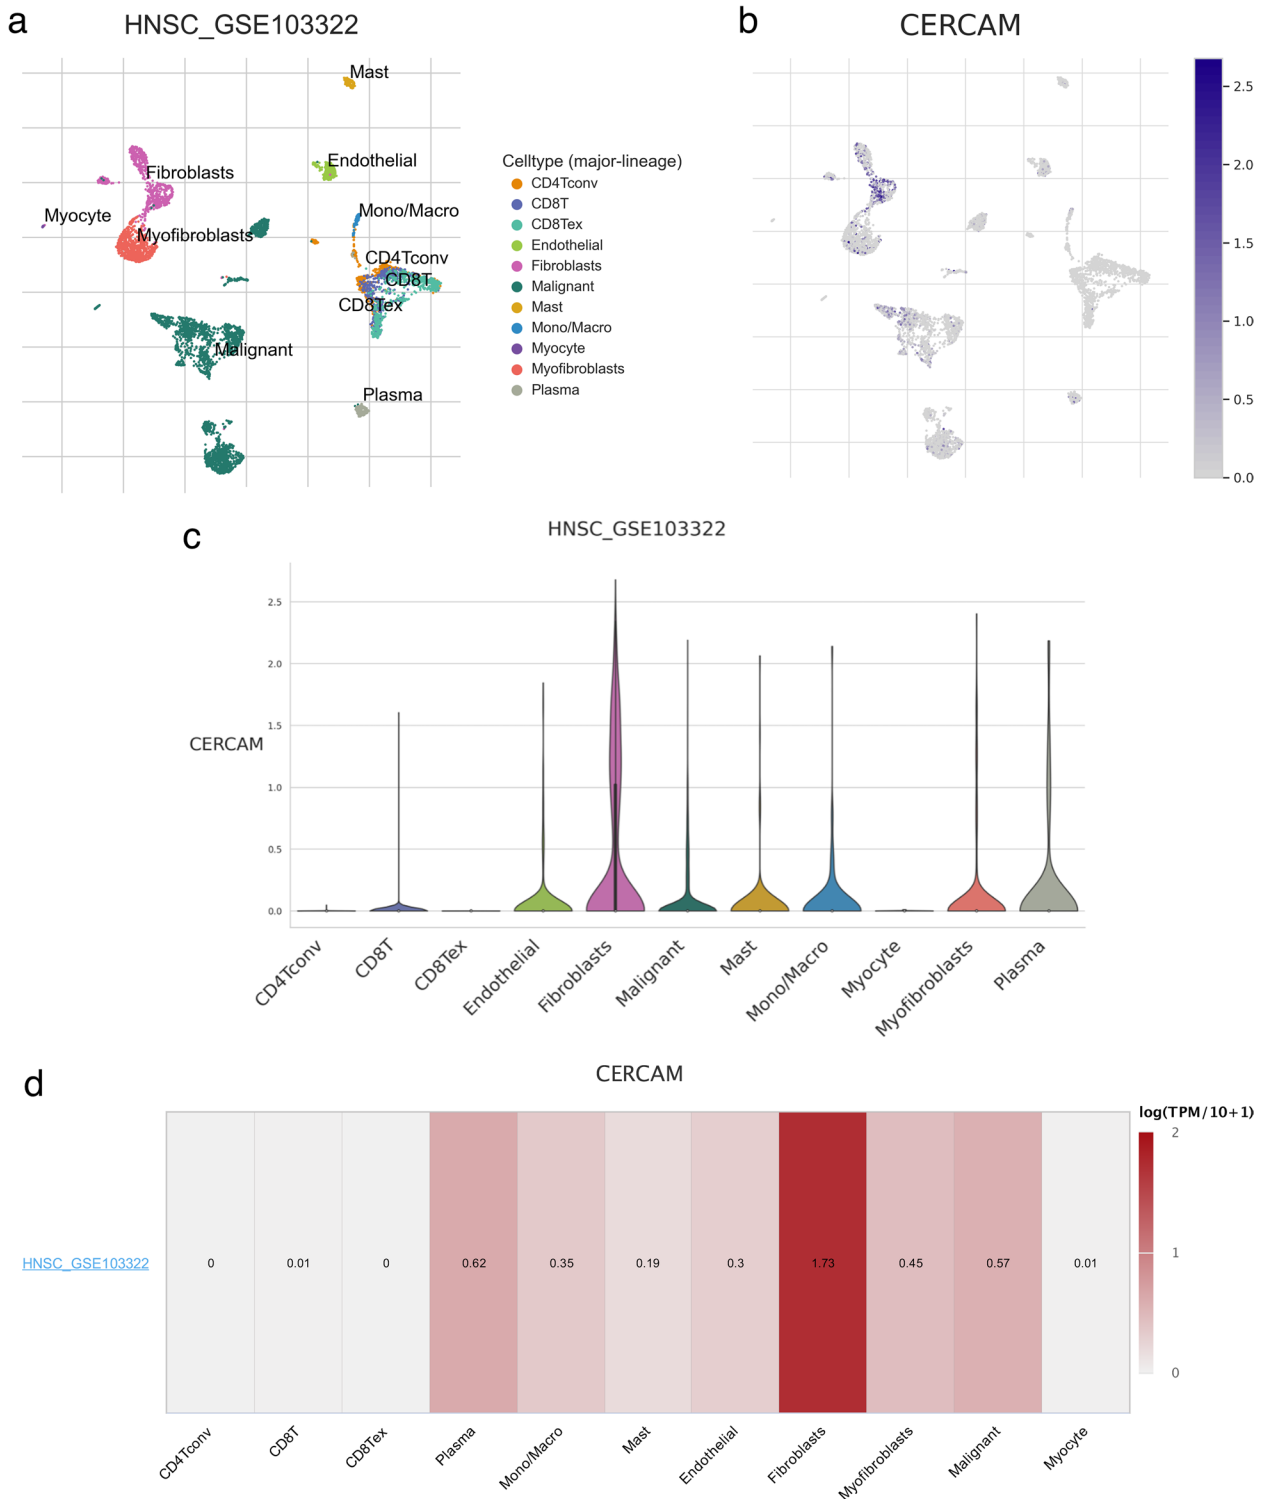 a
HNSC_GSE103322
Mast
Fibroblasts
Endothelial
Myocyte
Mono/Macro
Myofibroblasts
CD4Tconv
CD8T
CD8Tex
Malignant
Plasma
Celltype (major-lineage)
CD4Tconv
CD8T
CD8Tex
Endothelial
Fibroblasts
Malignant
Mast
Mono/Macro
Myocyte
Myofibroblasts
Plasma
b
CERCAM
2.5
2.0
1.5
1.0
0.5
0.0
c
HNSC_GSE103322
CERCAM
2.5
2.0
1.5
1.0
0.5
0.0
CD4Tconv
CD8T
CD8Tex
Endothelial
Fibroblasts
Malignant
Mast
Mono/Macro
Myocyte
Myofibroblasts
Plasma
d
CERCAM
log(TPM/10+1)
2
1
0
HNSC_GSE103322
0 0.01 0 0.62 0.35 0.19 0.3 1.73 0.45 0.57 0.01
CD4Tconv
CD8T
CD8Tex
Plasma
Mono/Macro
Mast
Endothelial
Fibroblasts
Myofibroblasts
Malignant
Myocyte